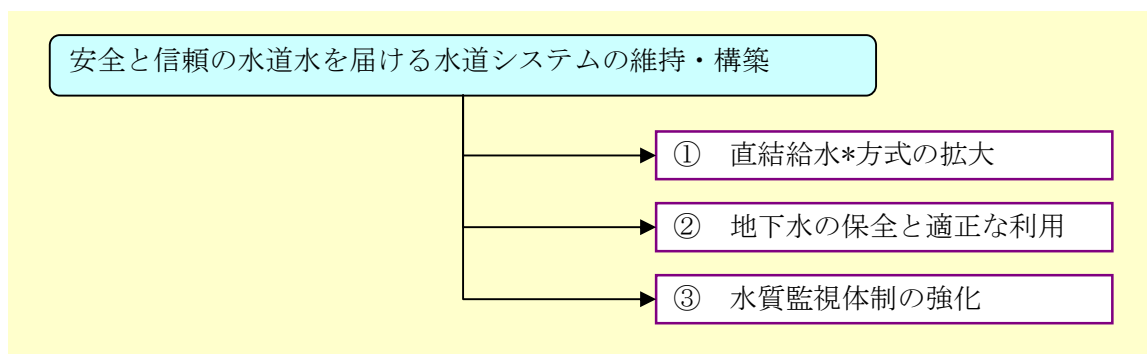 安全と信頼の水道水を届ける水道システムの維持・構築
①　直結給水*方式の拡大
②　地下水の保全と適正な利用
③　水質監視体制の強化